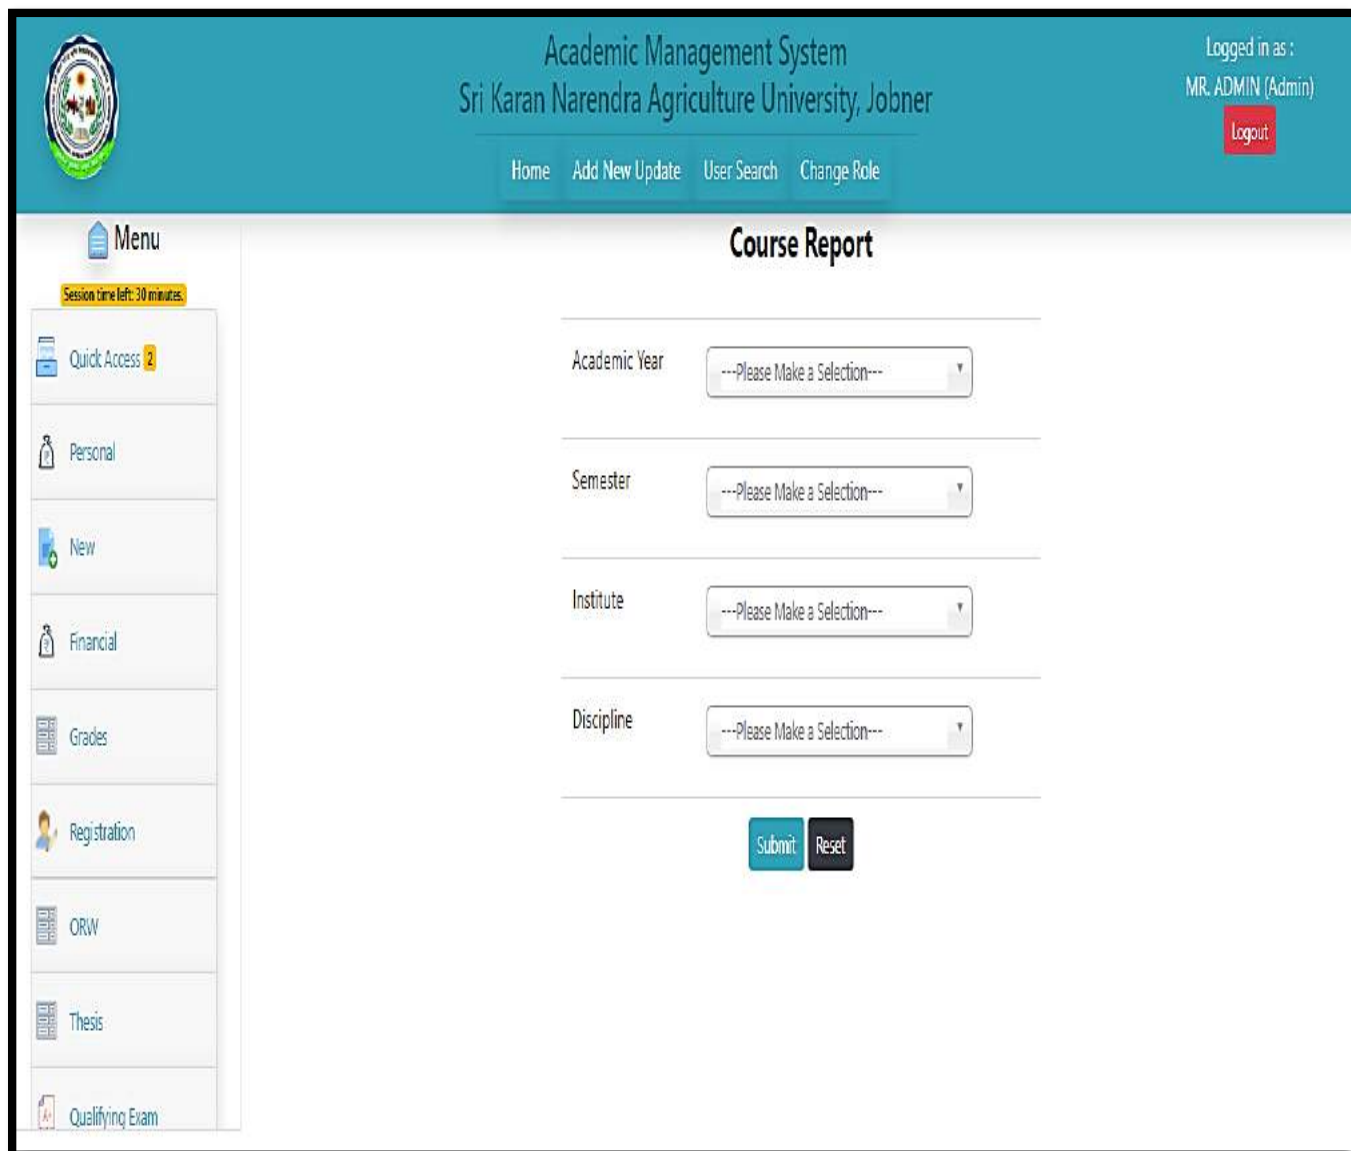 Academic Management System
Sri Karan Narendra Agriculture University, Jobner
Logged in as :
MR. ADMIN (Admin)
Logout
Home Add New Update User Search Change Role
Menu
Session time left: 30 minutes.
Quick Access 2
Personal
New
Financial
Grades
Registration
ORW
Thesis
Qualifying Exam
Course Report
Academic Year ---Please Make a Selection---
Semester ---Please Make a Selection---
Institute ---Please Make a Selection---
Discipline ---Please Make a Selection---
Submit Reset